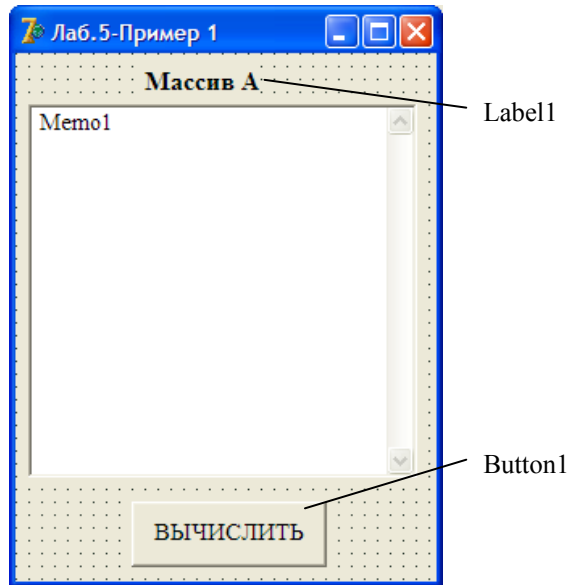 Лаб.5-Пример 1
Массив А
Label1
Memo1
Button1
ВЫЧИСЛИТЬ